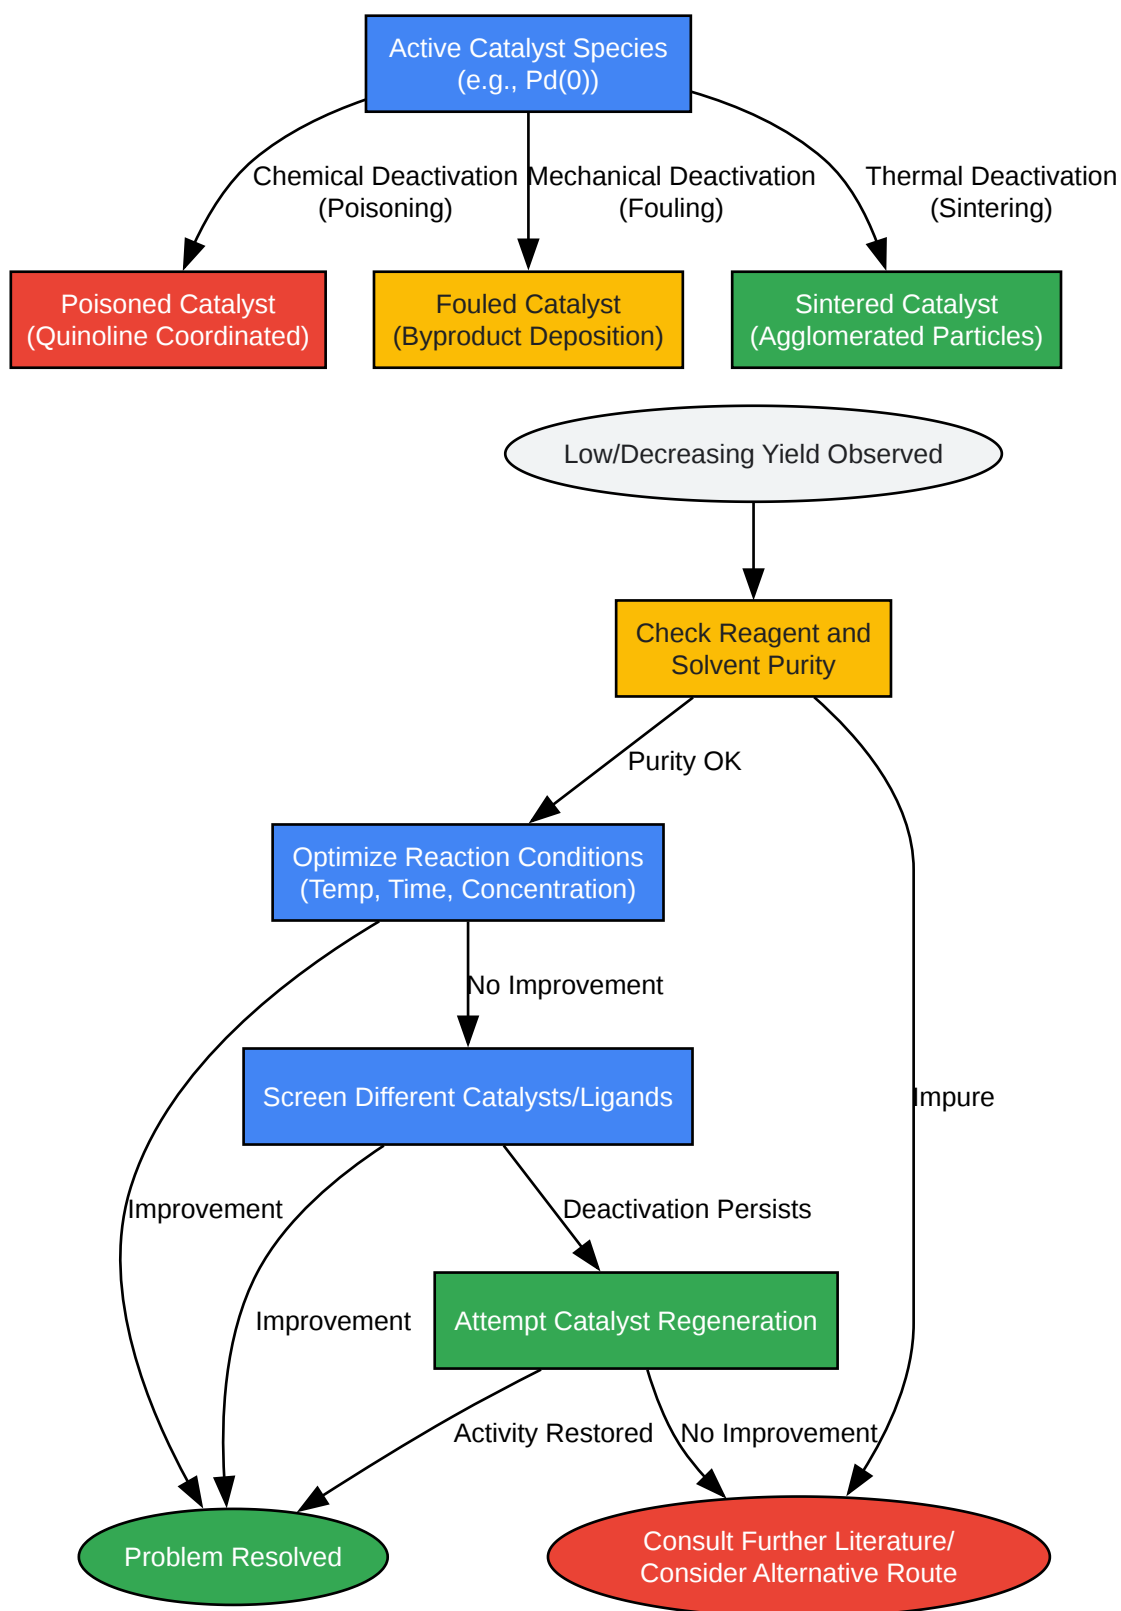 Active Catalyst Species
(e.g., Pd(0))
Chemical Deactivation
(Poisoning)
Mechanical Deactivation
(Fouling)
Thermal Deactivation
(Sintering)
Poisoned Catalyst
(Quinoline Coordinated)
Fouled Catalyst
(Byproduct Deposition)
Sintered Catalyst
(Agglomerated Particles)
Low/Decreasing Yield Observed
Check Reagent and
Solvent Purity
Purity OK
Optimize Reaction Conditions
(Temp, Time, Concentration)
No Improvement
Screen Different Catalysts/Ligands
Impure
Improvement
Deactivation Persists
Improvement
Attempt Catalyst Regeneration
Activity Restored
No Improvement
Problem Resolved
Consult Further Literature/
Consider Alternative Route